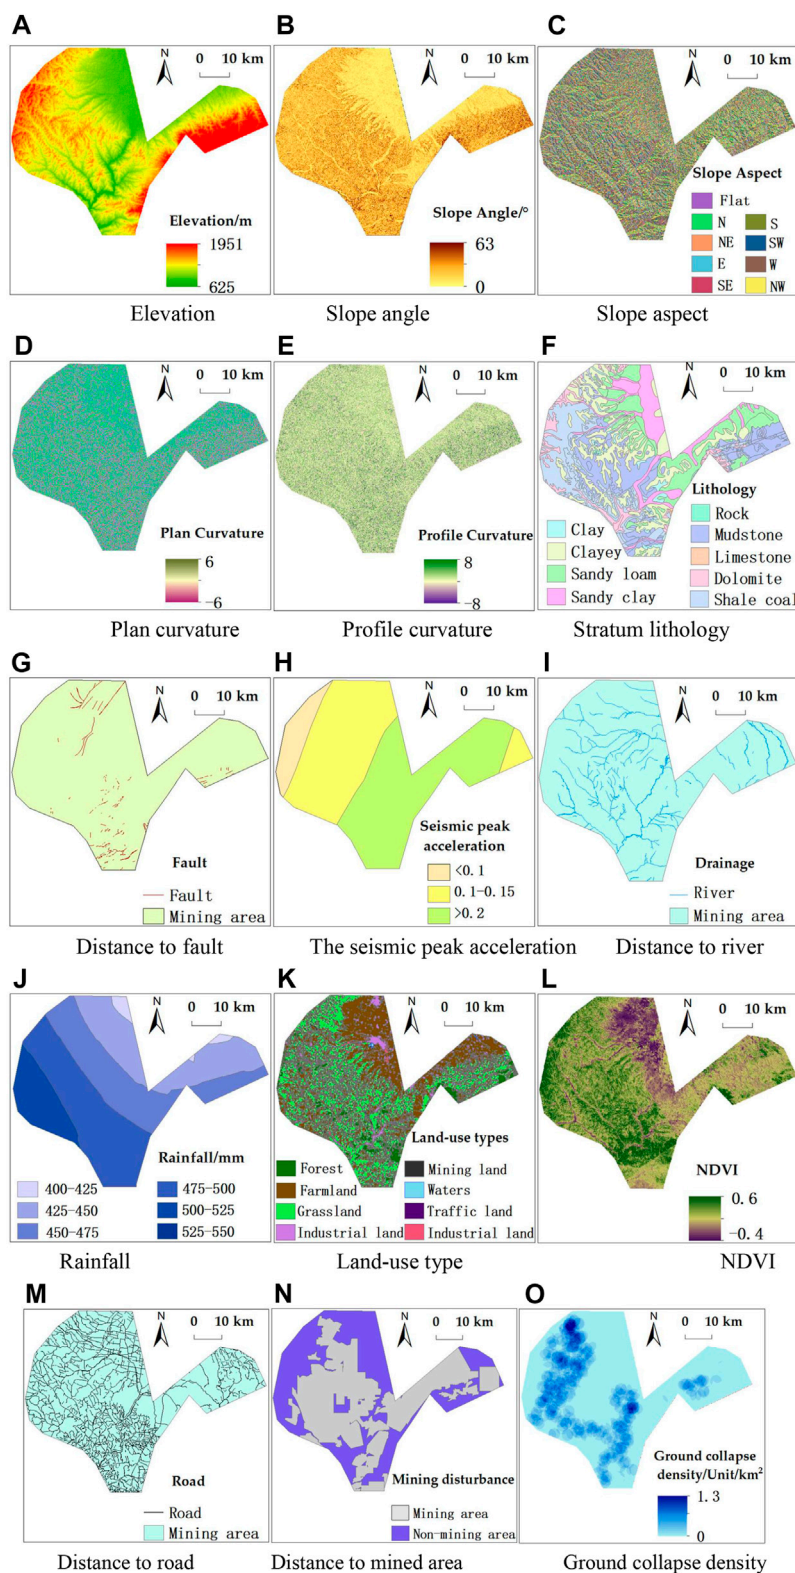 A
N
0 10 km
Elevation/m
1951
625
Elevation
B
N
0 10 km
Slope Angle/°
63
0
Slope angle
C
N
0 10 km
Slope Aspect
Flat
N
S
NE
SW
E
W
SE
NW
Slope aspect
D
N
0 10 km
Plan Curvature
6
-6
Plan curvature
E
N
0 10 km
Profile Curvature
8
-8
Profile curvature
F
N
0 10 km
Lithology
Rock
Clay
Mudstone
Clayey
Limestone
Sandy loam
Dolomite
Sandy clay
Shale coal
Stratum lithology
G
N
0 10 km
Fault
Fault
Mining area
Distance to fault
H
N
0 10 km
Seismic peak
acceleration
<0.1
0.1-0.15
>0.2
The seismic peak acceleration
I
N
0 10 km
Drainage
River
Mining area
Distance to river
J
N
0 10 km
Rainfall/mm
400-425
475-500
425-450
500-525
450-475
525-550
Rainfall
K
N
0 10 km
Land-use types
Forest
Mining land
Farmland
Waters
Grassland
Traffic land
Industrial land
Industrial land
Land-use type
L
N
0 10 km
NDVI
0.6
-0.4
NDVI
M
N
0 10 km
Road
Road
Mining area
Distance to road
N
N
0 10 km
Mining disturbance
Mining area
Non-mining area
Distance to mined area
O
N
0 10 km
Ground collapse
density/Unit/km²
1.3
0
Ground collapse density